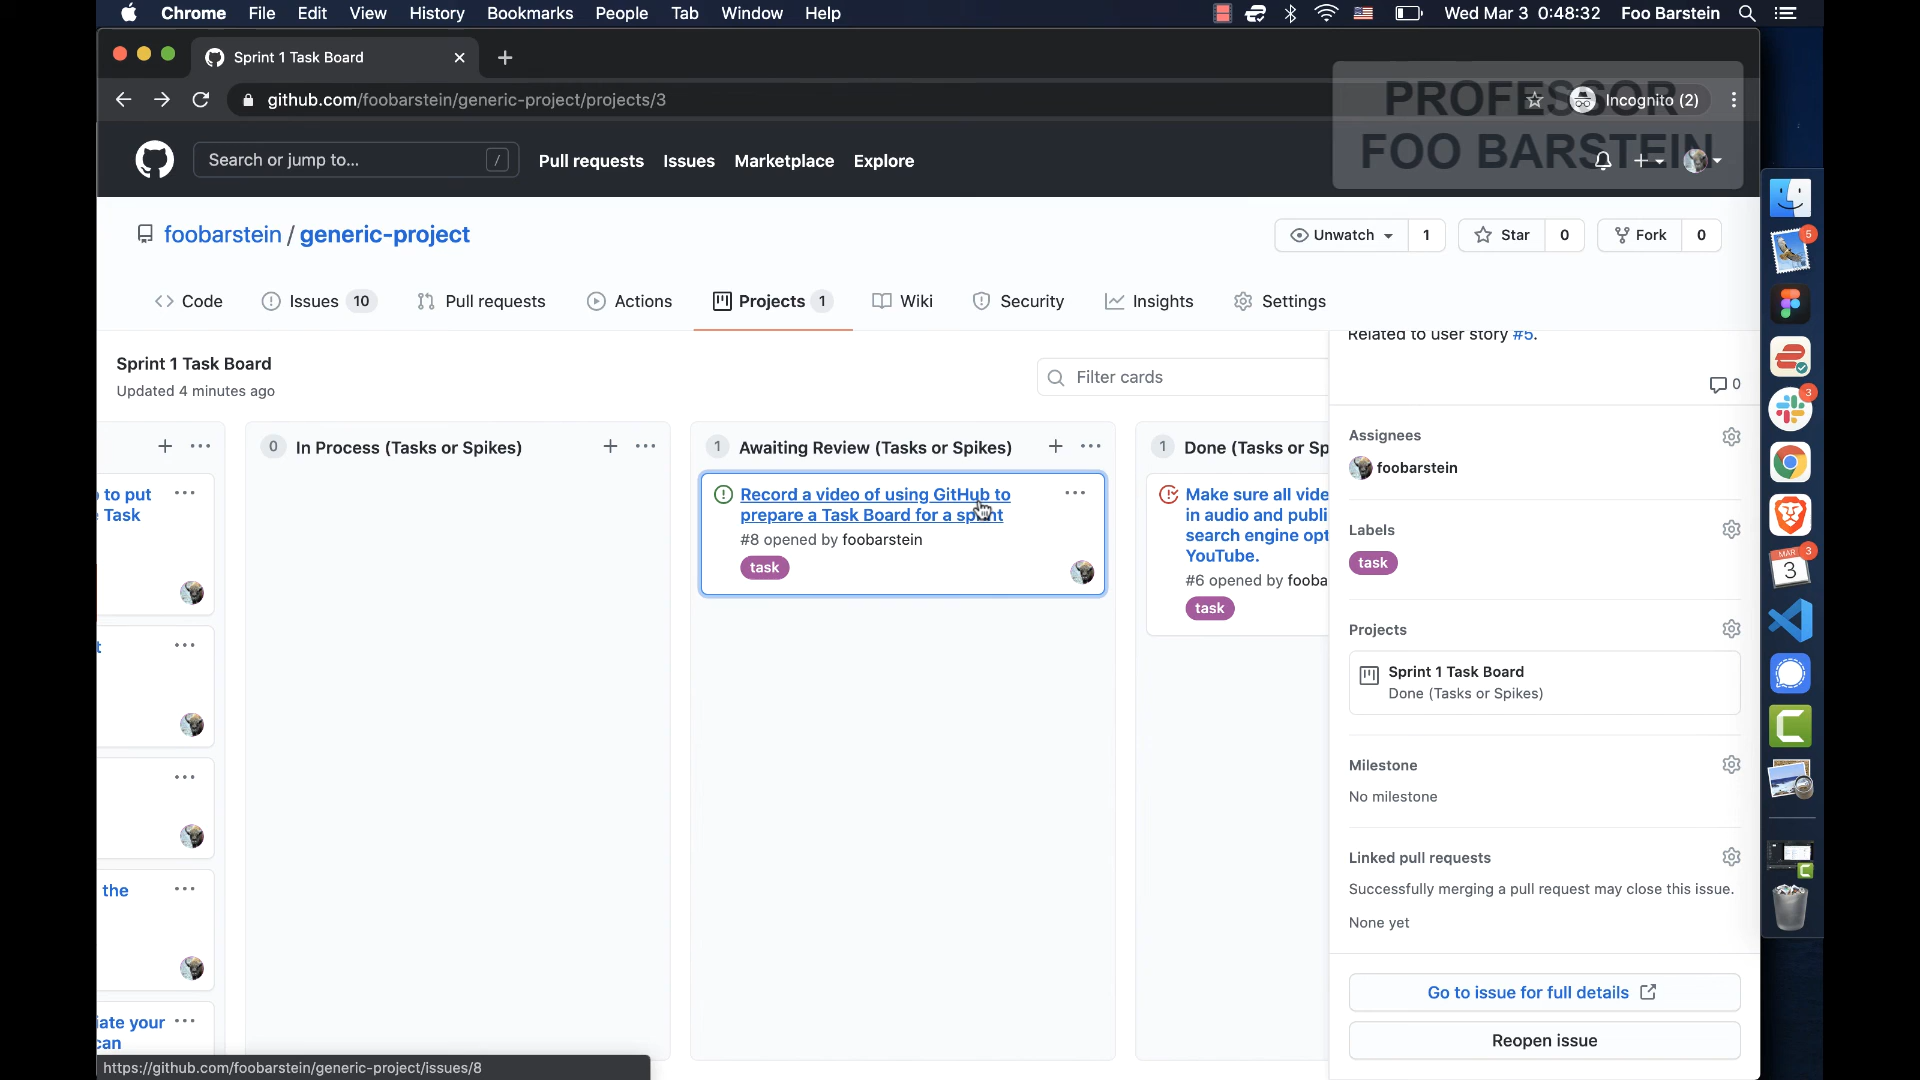 Chrome File Edit View History Bookmarks People Tab Window Help Wed Mar 3 0:48:32 Foo Barstein
Sprint 1 Task Board
github.com/foobarstein/generic-project/projects/3
Incognito (2)
PROFESSOR
FOO BARSTEIN
Search or jump to... /
Pull requests Issues Marketplace Explore
foobarstein / generic-project
Unwatch 1 Star 0 Fork 0
Code Issues 10 Pull requests Actions Projects 1 Wiki Security Insights Settings
Sprint 1 Task Board
Updated 4 minutes ago
Filter cards
to put
Task
t
the
iate your
can
0 In Process (Tasks or Spikes)
1 Awaiting Review (Tasks or Spikes)
Record a video of using GitHub to
prepare a Task Board for a sprint
#8 opened by foobarstein
task
1 Done (Tasks or Sp
Make sure all vide
in audio and publi
search engine opt
YouTube.
#6 opened by fooba
task
Related to user story #5.
0
Assignees
foobarstein
Labels
task
Projects
Sprint 1 Task Board
Done (Tasks or Spikes)
Milestone
No milestone
Linked pull requests
Successfully merging a pull request may close this issue.
None yet
Go to issue for full details
Reopen issue
https://github.com/foobarstein/generic-project/issues/8
5
3
MAR 3
3